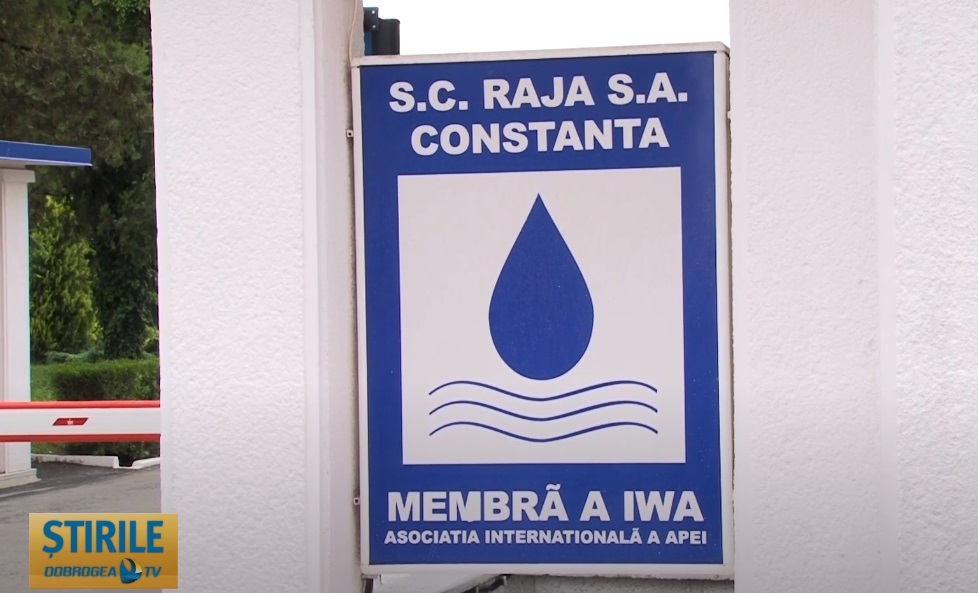 S.C. RAJA S.A.
CONSTANTA
MEMBRÃ A IWA
ASOCIATIA INTERNATIONALÃ A APEI
ȘTIRILE
DOBROGEA TV